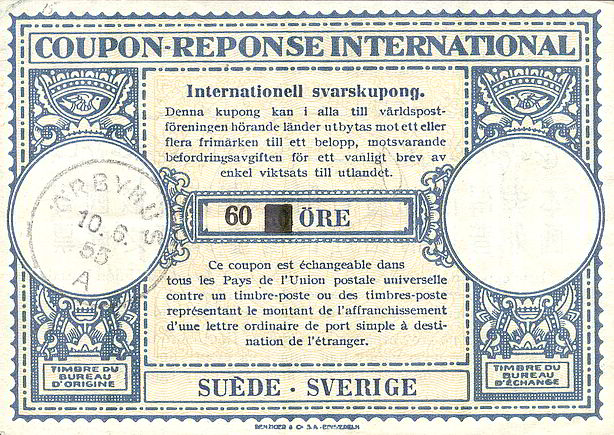 COUPON-REPONSE INTERNATIONAL
Internationell svarskupong.
Denna kupong kan i alla till världspost-
föreningen hörande länder utbytas mot ett eller
flera frimärken till ett belopp, motsvarande
befordringsavgiften för ett vanligt brev av
enkel viktsats till utlandet.
ÖRBYHUS
10. 6.
55
A
60 ÖRE
Ce coupon est échangeable dans
tous les Pays de l'Union postale universelle
contre un timbre-poste ou des timbres-poste
représentant le montant de l'affranchissement
d'une lettre ordinaire de port simple à desti-
nation de l'étranger.
TIMBRE DU
BUREAU
D'ORIGINE
SUÈDE · SVERIGE
TIMBRE DU
BUREAU
D'ÉCHANGE
BENZIGER & Co S.A. EINSIEDELN